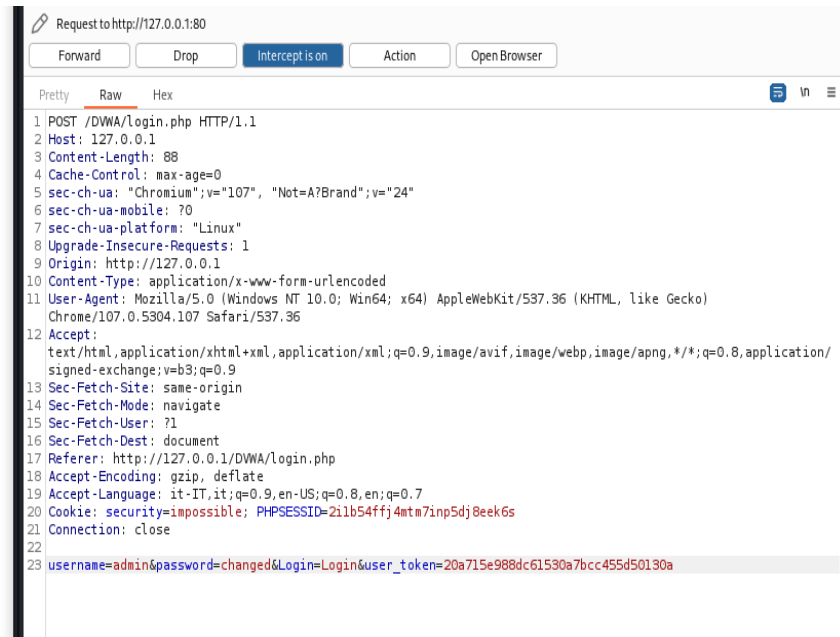 Request to http://127.0.0.1:80
Forward Drop Intercept is on Action Open Browser
Pretty Raw Hex \n
1 POST /DVWA/login.php HTTP/1.1
2 Host: 127.0.0.1
3 Content-Length: 88
4 Cache-Control: max-age=0
5 sec-ch-ua: "Chromium";v="107", "Not=A?Brand";v="24"
6 sec-ch-ua-mobile: ?0
7 sec-ch-ua-platform: "Linux"
8 Upgrade-Insecure-Requests: 1
9 Origin: http://127.0.0.1
10 Content-Type: application/x-www-form-urlencoded
11 User-Agent: Mozilla/5.0 (Windows NT 10.0; Win64; x64) AppleWebKit/537.36 (KHTML, like Gecko)
Chrome/107.0.5304.107 Safari/537.36
12 Accept:
text/html,application/xhtml+xml,application/xml;q=0.9,image/avif,image/webp,image/apng,*/*;q=0.8,application/
signed-exchange;v=b3;q=0.9
13 Sec-Fetch-Site: same-origin
14 Sec-Fetch-Mode: navigate
15 Sec-Fetch-User: ?1
16 Sec-Fetch-Dest: document
17 Referer: http://127.0.0.1/DVWA/login.php
18 Accept-Encoding: gzip, deflate
19 Accept-Language: it-IT,it;q=0.9,en-US;q=0.8,en;q=0.7
20 Cookie: security=impossible; PHPSESSID=2i1b54ffj4mtm7inp5dj8eek6s
21 Connection: close
22
23 username=admin&password=changed&Login=Login&user_token=20a715e988dc61530a7bcc455d50130a